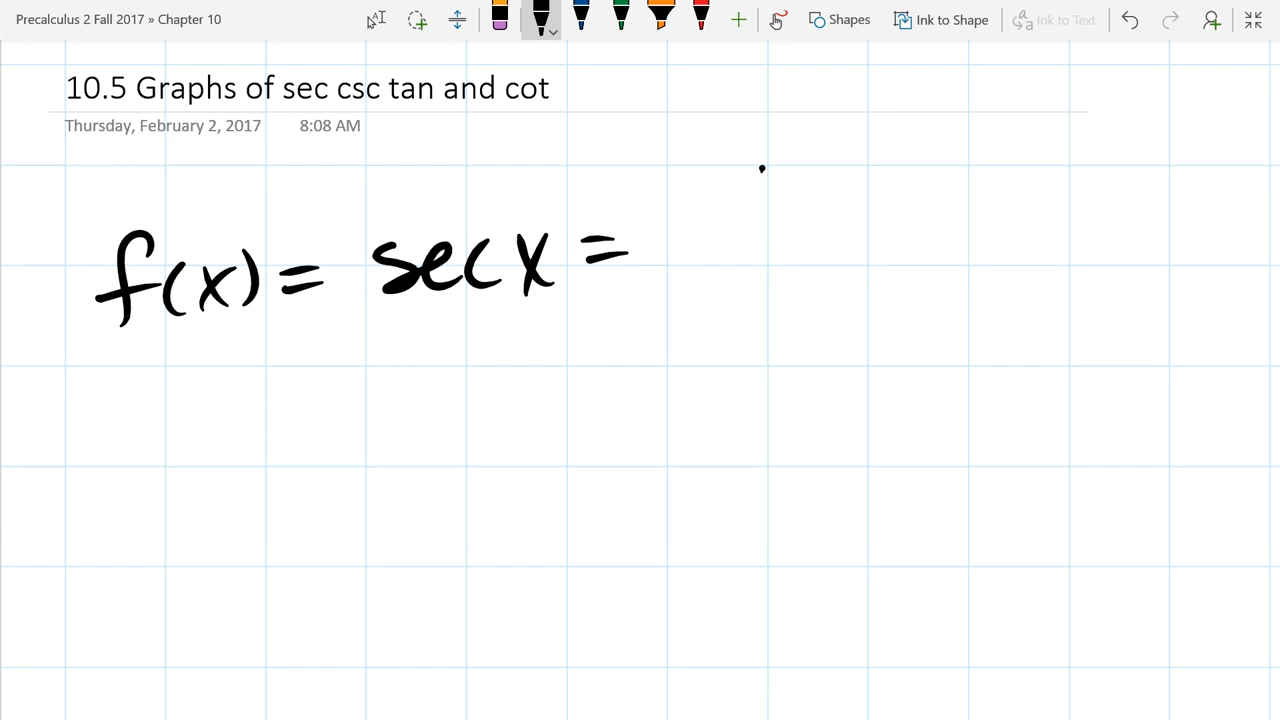 Precalculus 2 Fall 2017 » Chapter 10
Shapes
Ink to Shape
Ink to Text
10.5 Graphs of sec csc tan and cot
Thursday, February 2, 2017 8:08 AM
f(x) = sec x =